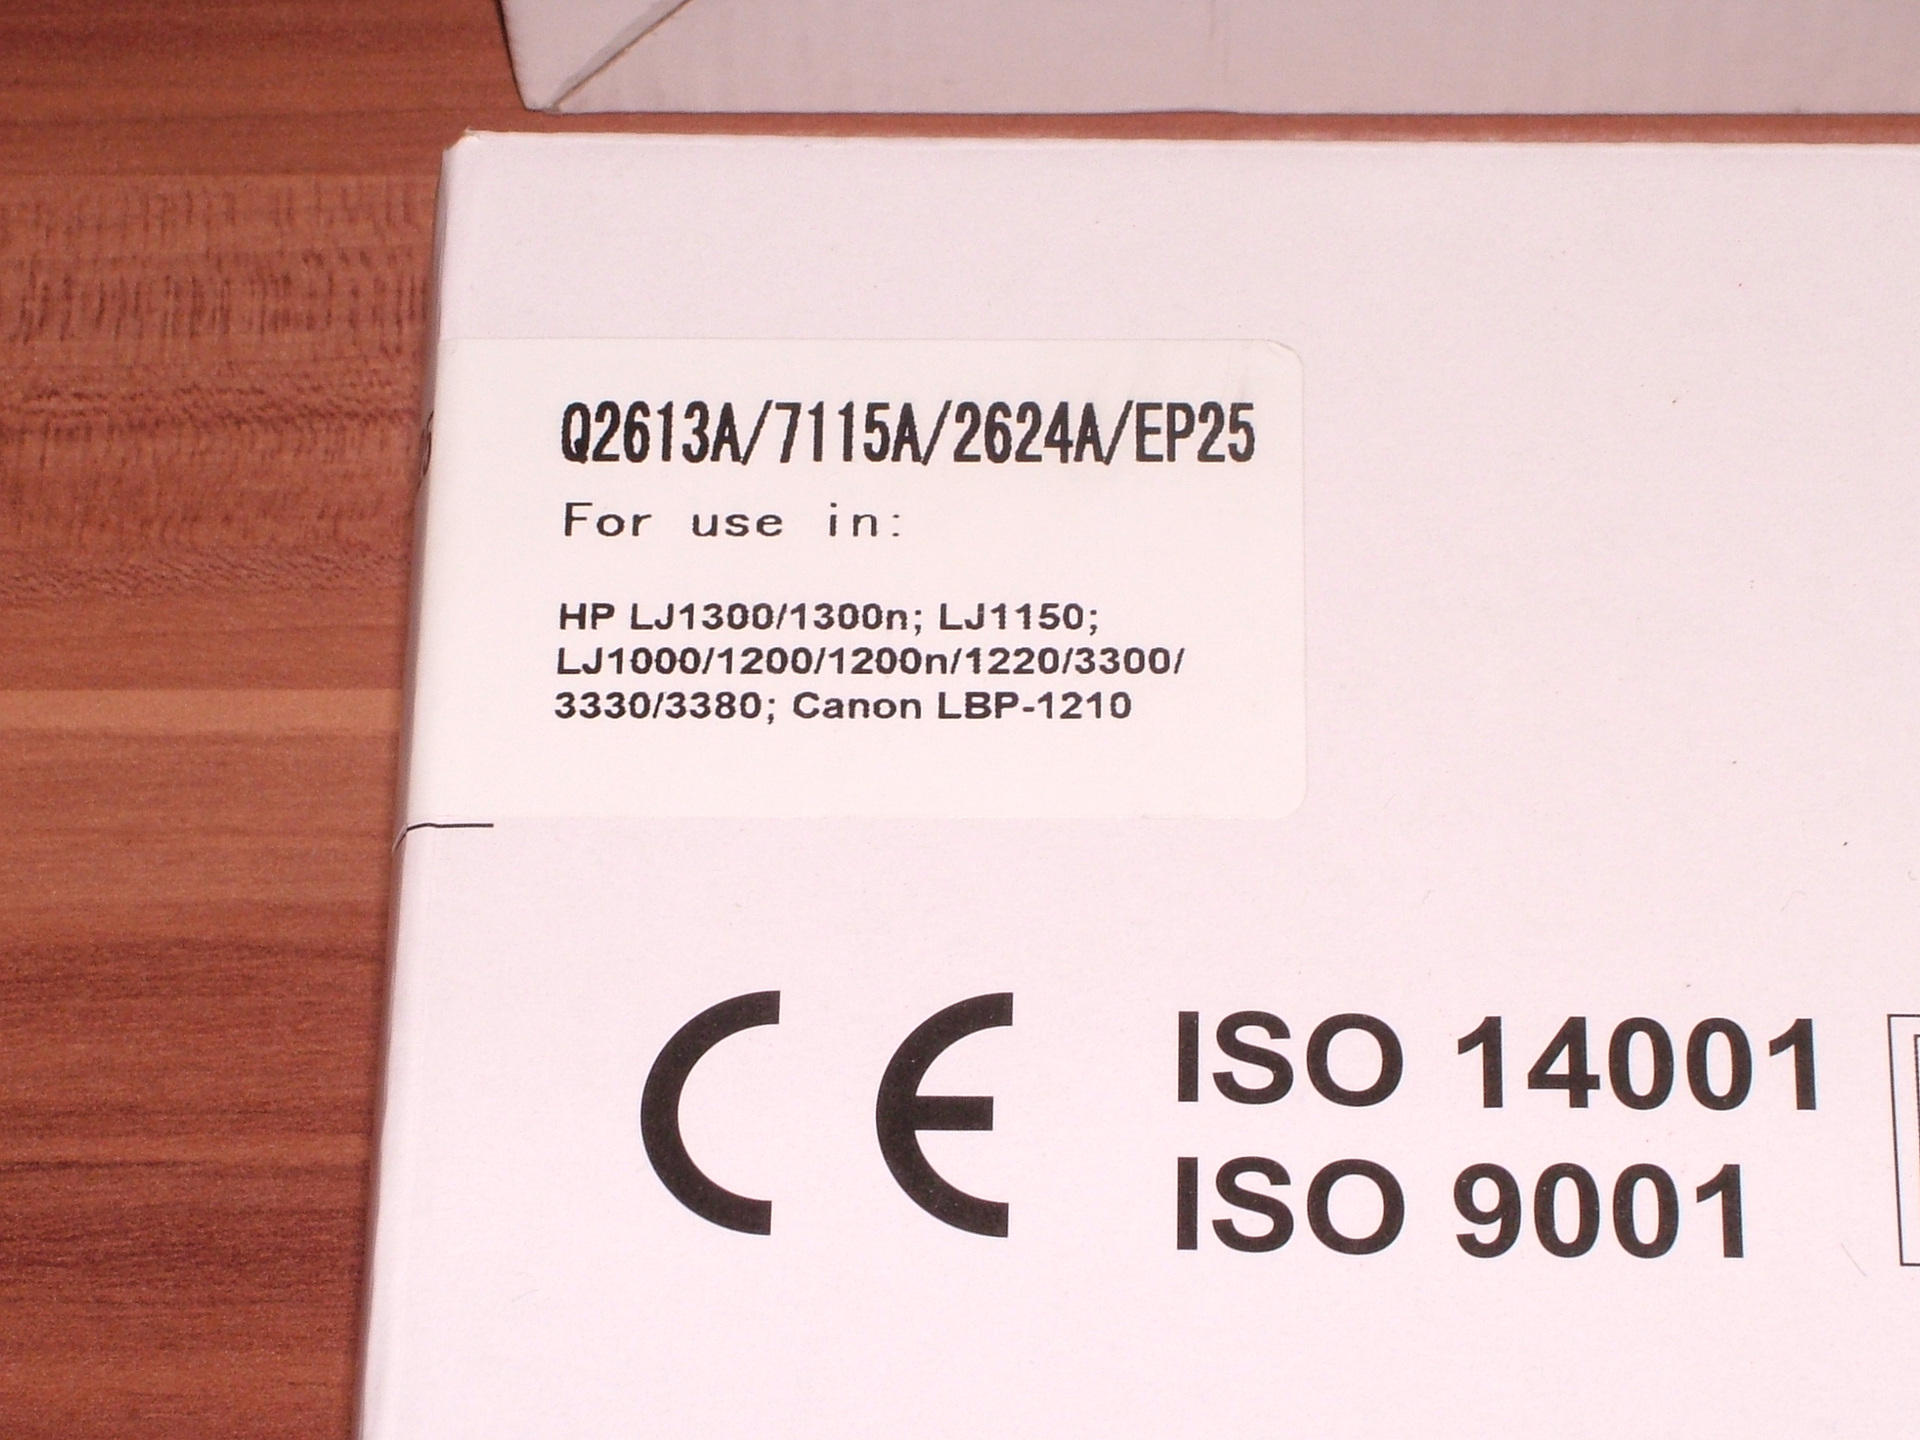 Q2613A/7115A/2624A/EP25
For use in:
HP LJ1300/1300n; LJ1150;
LJ1000/1200/1200n/1220/3300/
3330/3380; Canon LBP-1210
CE
ISO 14001
ISO 9001